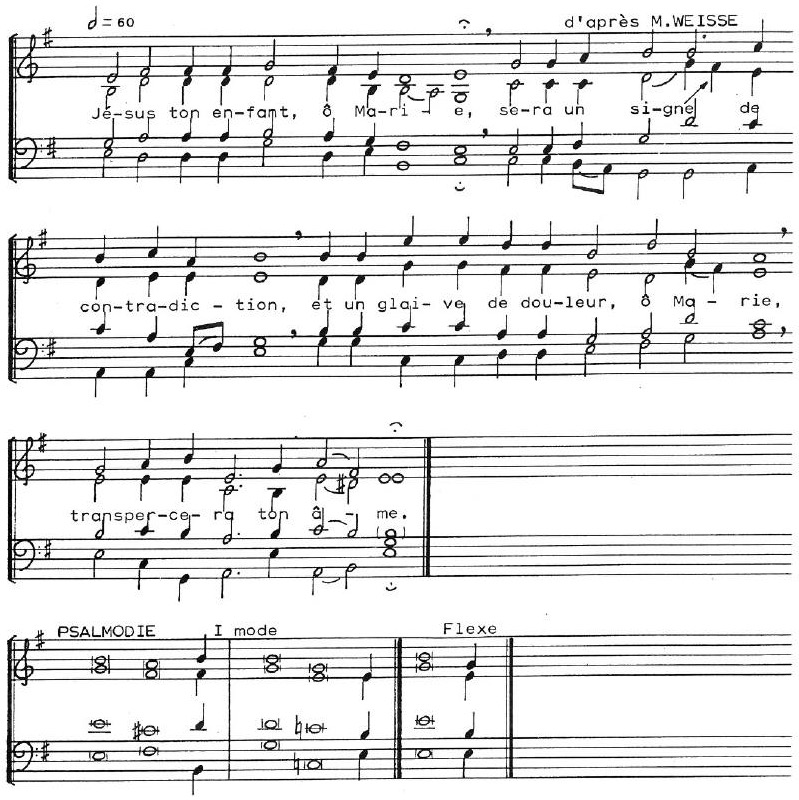 𝅗𝅥 = 60 d'après M.WEISSE
Jé-sus ton en-fant, ô Ma-ri - e, se-ra un si-gne de
con-tra-dic - tion, et un glai- ve de dou-leur, ô Ma - rie,
transper-ce- ra ton â - me.
PSALMODIE I mode Flexe